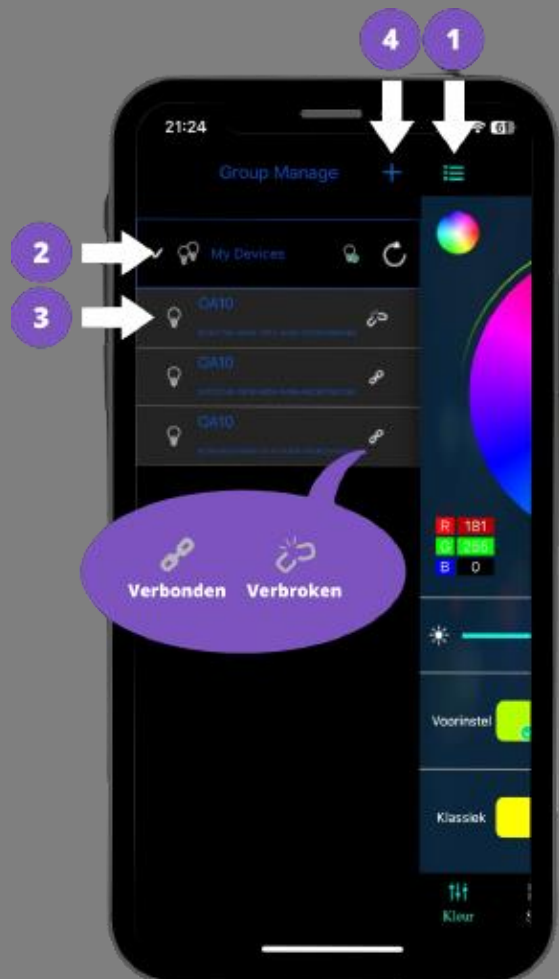 4 1
21:24 61
Group Manage +
2
My Devices
3
QA10
QA10
QA10
R 181
G 255
B 0
Verbonden Verbroken
Voorinstel
Klassiek
Kleur